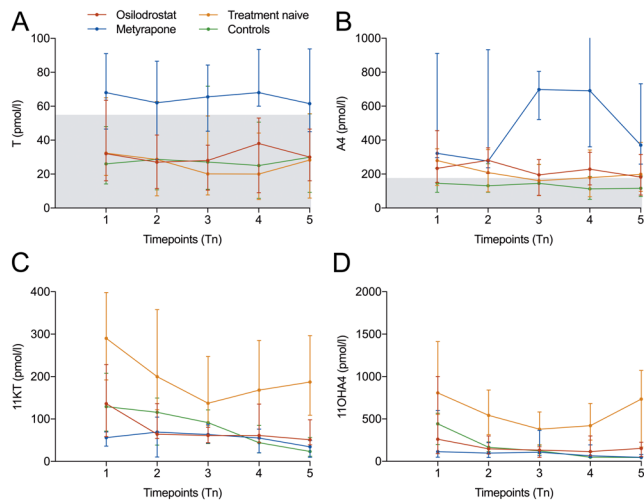 A
Osilodrostat
Metyrapone
Treatment naive
Controls
B
T (pmol/l)
100
80
60
40
20
0
1 2 3 4 5
Timepoints (Tn)
A4 (pmol/l)
1000
800
600
400
200
0
1 2 3 4 5
Timepoints (Tn)
C
11KT (pmol/l)
400
300
200
100
0
1 2 3 4 5
Timepoints (Tn)
D
11OHA4 (pmol/l)
2000
1500
1000
500
0
1 2 3 4 5
Timepoints (Tn)